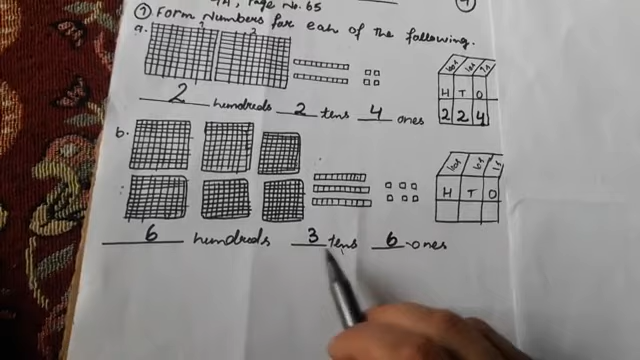 Page No. 65
① Form Numbers for each of the following.
a.
H T O
2 2 4
2 hundreds 2 tens 4 ones
b.
H T O
6 hundreds 3 tens 6 ones